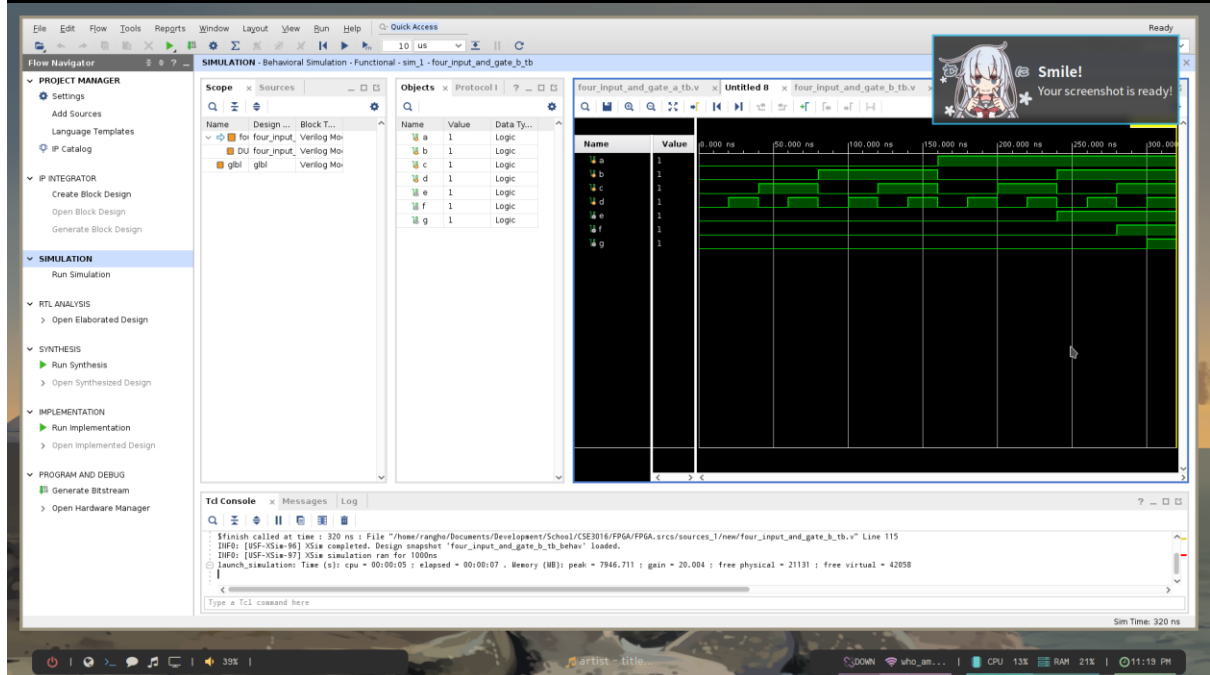 File Edit Flow Tools Reports Window Layout View Run Help Quick Access Ready
10 us
Flow Navigator ? _
SIMULATION - Behavioral Simulation - Functional - sim_1 - four_input_and_gate_b_tb
Smile!
Your screenshot is ready!
PROJECT MANAGER
Settings
Add Sources
Language Templates
IP Catalog
IP INTEGRATOR
Create Block Design
Open Block Design
Generate Block Design
SIMULATION
Run Simulation
RTL ANALYSIS
Open Elaborated Design
SYNTHESIS
Run Synthesis
Open Synthesized Design
IMPLEMENTATION
Run Implementation
Open Implemented Design
PROGRAM AND DEBUG
Generate Bitstream
Open Hardware Manager
Scope x Sources
Name Design ... Block T...
four_input_ Verilog Mo
DU four_input_ Verilog Mo
glbl glbl Verilog Mo
Objects x Protocol I ? _
Name Value Data Ty...
a 1 Logic
b 1 Logic
c 1 Logic
d 1 Logic
e 1 Logic
f 1 Logic
g 1 Logic
four_input_and_gate_a_tb.v x Untitled 8 x four_input_and_gate_b_tb.v
Name Value
0.000 ns 50.000 ns 100.000 ns 150.000 ns 200.000 ns 250.000 ns 300.00
a 1
b 1
c 1
d 1
e 1
f 1
g 1
Tcl Console x Messages Log ? _
$finish called at time : 320 ns : File "/home/rangho/Documents/Development/School/CSE3016/FPGA/FPGA.srcs/sources_1/new/four_input_and_gate_b_tb.v" Line 115
INFO: [USF-XSim-96] XSim completed. Design snapshot 'four_input_and_gate_b_tb_behav' loaded.
INFO: [USF-XSim-97] XSim simulation ran for 1000ns
launch_simulation: Time (s): cpu = 00:00:05 ; elapsed = 00:00:07 . Memory (MB): peak = 7946.711 ; gain = 20.004 ; free physical = 21131 ; free virtual = 42058
Type a Tcl command here
Sim Time: 320 ns
39% artist - title... DOWN who_am... | CPU 13% RAM 21% | 11:19 PM